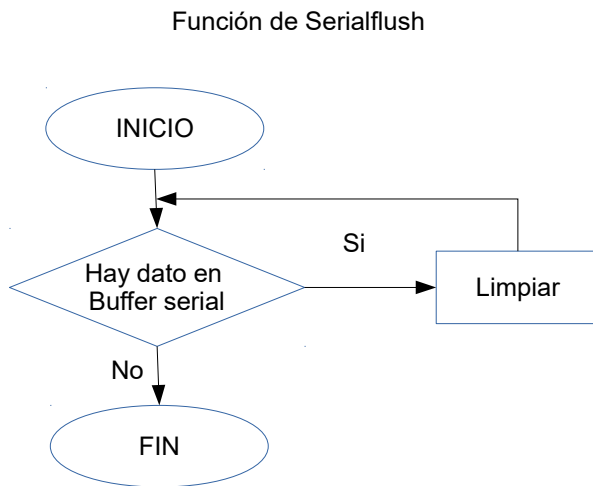 Función de Serialflush
INICIO
Si
Hay dato en
Buffer serial
Limpiar
No
FIN